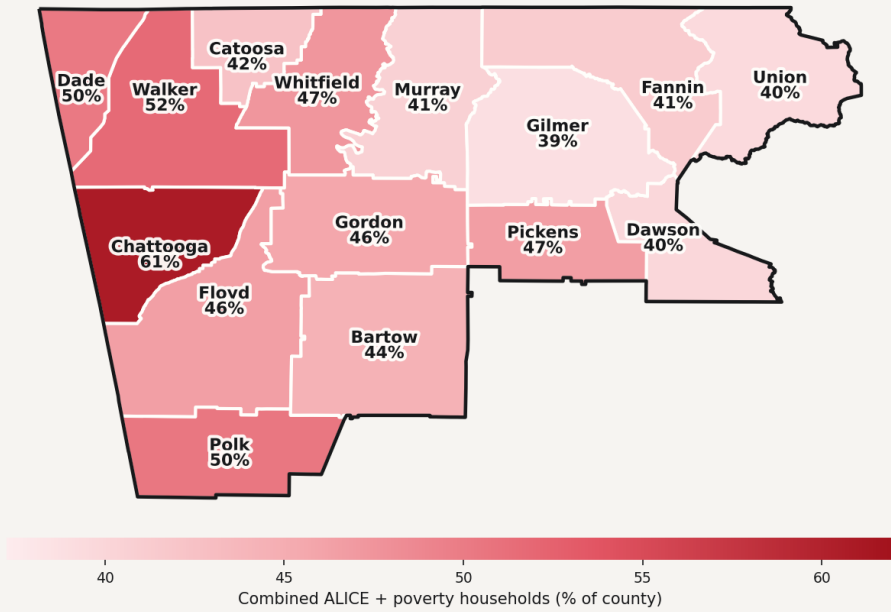 Dade
50%
Walker
52%
Catoosa
42%
Whitfield
47%
Murray
41%
Gilmer
39%
Fannin
41%
Union
40%
Chattooga
61%
Gordon
46%
Pickens
47%
Dawson
40%
Floyd
46%
Bartow
44%
Polk
50%
40 45 50 55 60
Combined ALICE + poverty households (% of county)